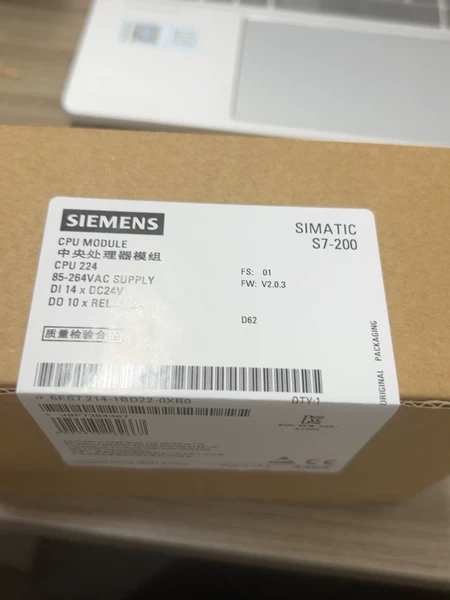 SIEMENS
SIMATIC
S7-200
CPU MODULE
中央处理器模组
CPU 224
85-264VAC SUPPLY
DI 14 x DC24V
DO 10 x
FS: 01
FW: V2.0.3
D62
质量检验合
ORIGINAL PACKAGING
6ES7 214-1BD22-0XB0
QTY:1